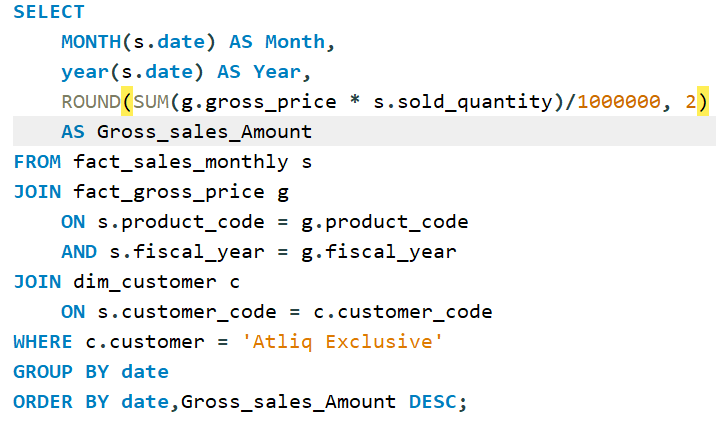 SELECT
MONTH(s.date) AS Month,
year(s.date) AS Year,
ROUND(SUM(g.gross_price * s.sold_quantity)/1000000, 2)
AS Gross_sales_Amount
FROM fact_sales_monthly s
JOIN fact_gross_price g
ON s.product_code = g.product_code
AND s.fiscal_year = g.fiscal_year
JOIN dim_customer c
ON s.customer_code = c.customer_code
WHERE c.customer = 'Atliq Exclusive'
GROUP BY date
ORDER BY date,Gross_sales_Amount DESC;